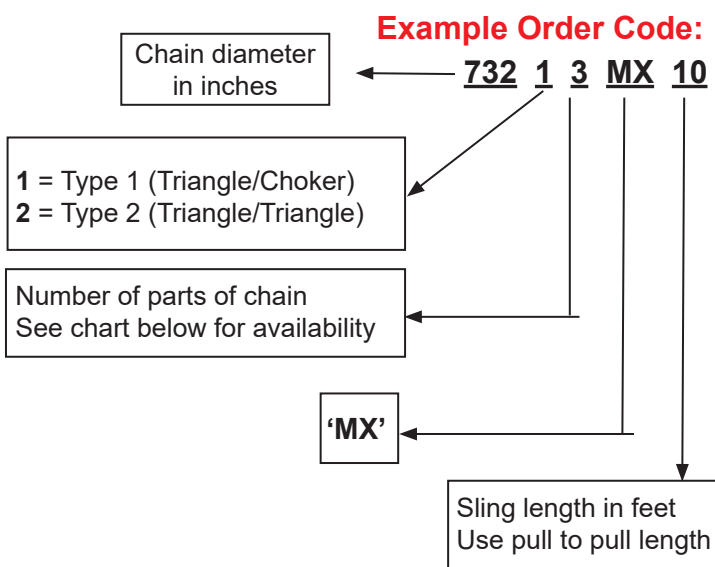 Example Order Code:
732 1 3 MX 10
Chain diameter
in inches
1 = Type 1 (Triangle/Choker)
2 = Type 2 (Triangle/Triangle)
Number of parts of chain
See chart below for availability
‘MX’
Sling length in feet
Use pull to pull length